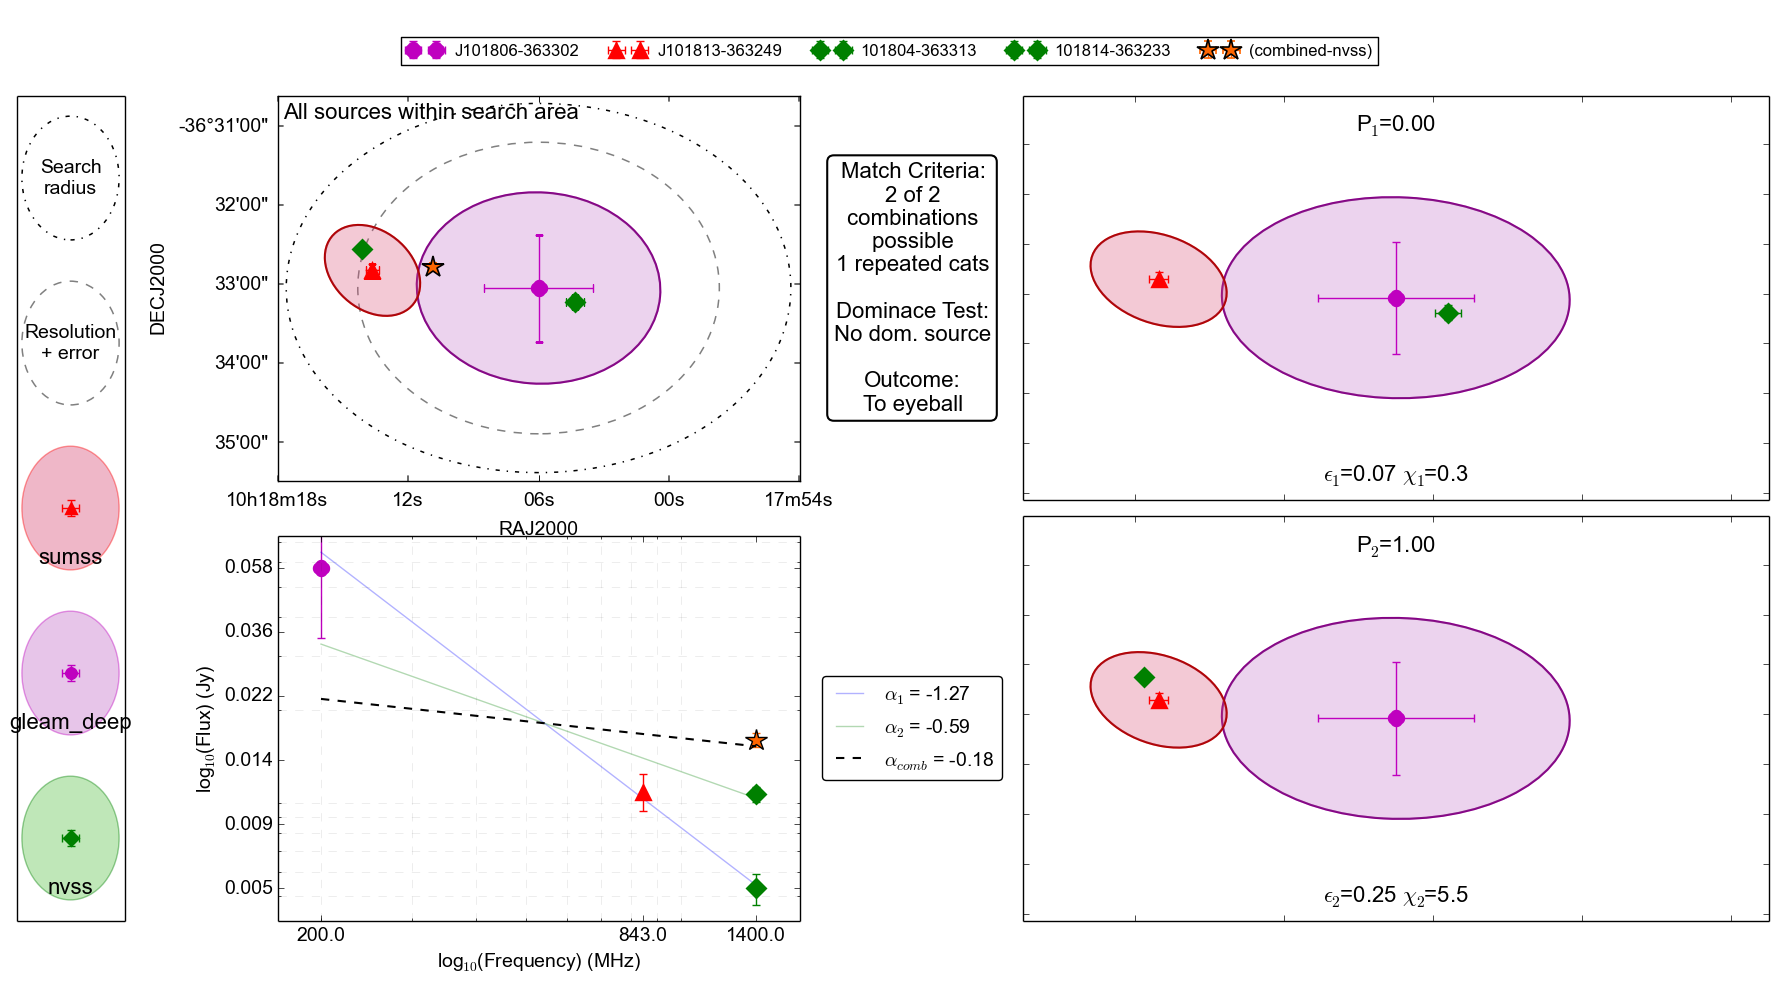 J101806-363302 J101813-363249 101804-363313 101814-363233 (combined-nvss)
Search
radius
Resolution
+ error
sumss
gleam_deep
nvss
All sources within search area
DECJ2000
-36°31'00"
32'00"
33'00"
34'00"
35'00"
10h18m18s 12s 06s 00s 17m54s
RAJ2000
Match Criteria:
2 of 2
combinations
possible
1 repeated cats
Dominace Test:
No dom. source
Outcome:
To eyeball
P₁=0.00
ϵ₁=0.07 χ₁=0.3
log₁₀(Flux) (Jy)
0.058
0.036
0.022
0.014
0.009
0.005
200.0 843.0 1400.0
log₁₀(Frequency) (MHz)
α₁ = -1.27
α₂ = -0.59
α_comb = -0.18
P₂=1.00
ϵ₂=0.25 χ₂=5.5